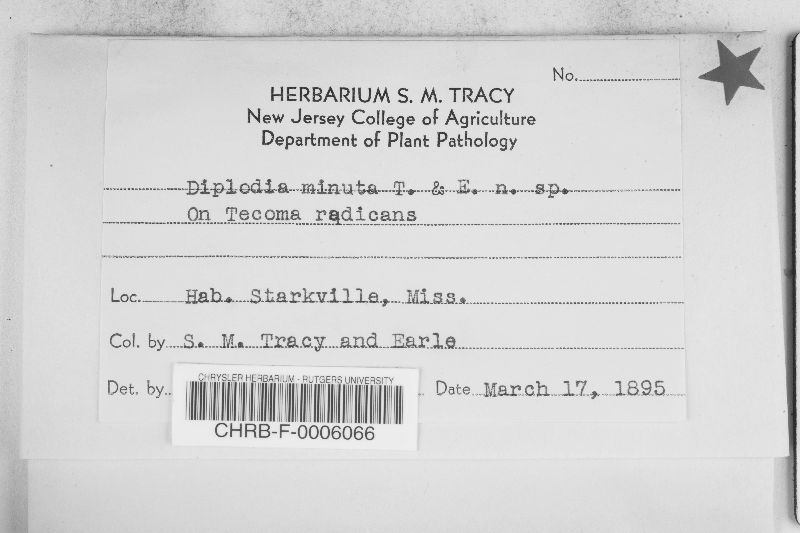 No.
HERBARIUM S. M. TRACY
New Jersey College of Agriculture
Department of Plant Pathology
Diplodia minuta T. & E. n. sp.
On Tecoma radicans
Loc. Hab. Starkville, Miss.
Col. by S. M. Tracy and Earle
Det. by
Date March 17, 1895
CHRYSLER HERBARIUM - RUTGERS UNIVERSITY
CHRB-F-0006066